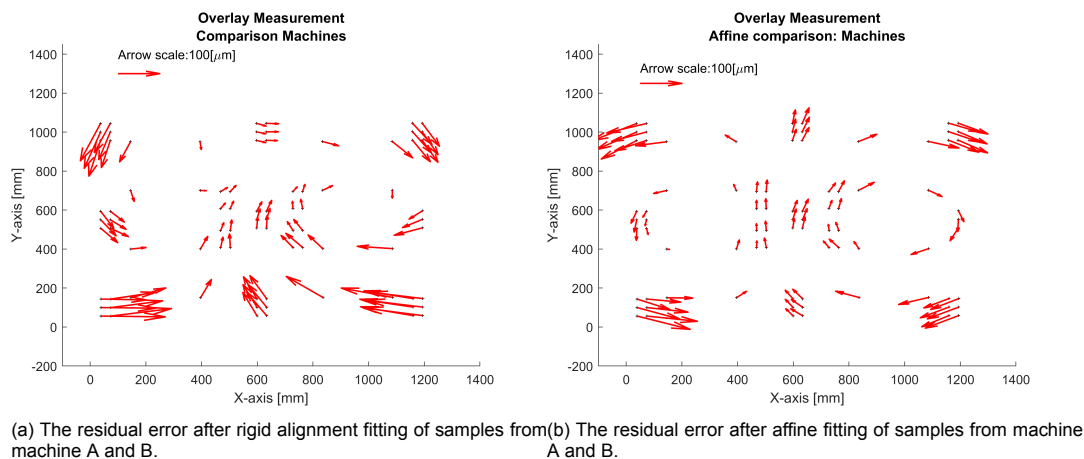 Overlay Measurement
Comparison Machines
Arrow scale:100[μm]
1400
1200
1000
800
600
400
200
0
-200
Y-axis [mm]
0 200 400 600 800 1000 1200 1400
X-axis [mm]
(a) The residual error after rigid alignment fitting of samples from
machine A and B.
Overlay Measurement
Affine comparison: Machines
Arrow scale:100[μm]
1400
1200
1000
800
600
400
200
0
-200
Y-axis [mm]
0 200 400 600 800 1000 1200 1400
X-axis [mm]
(b) The residual error after affine fitting of samples from machine
A and B.